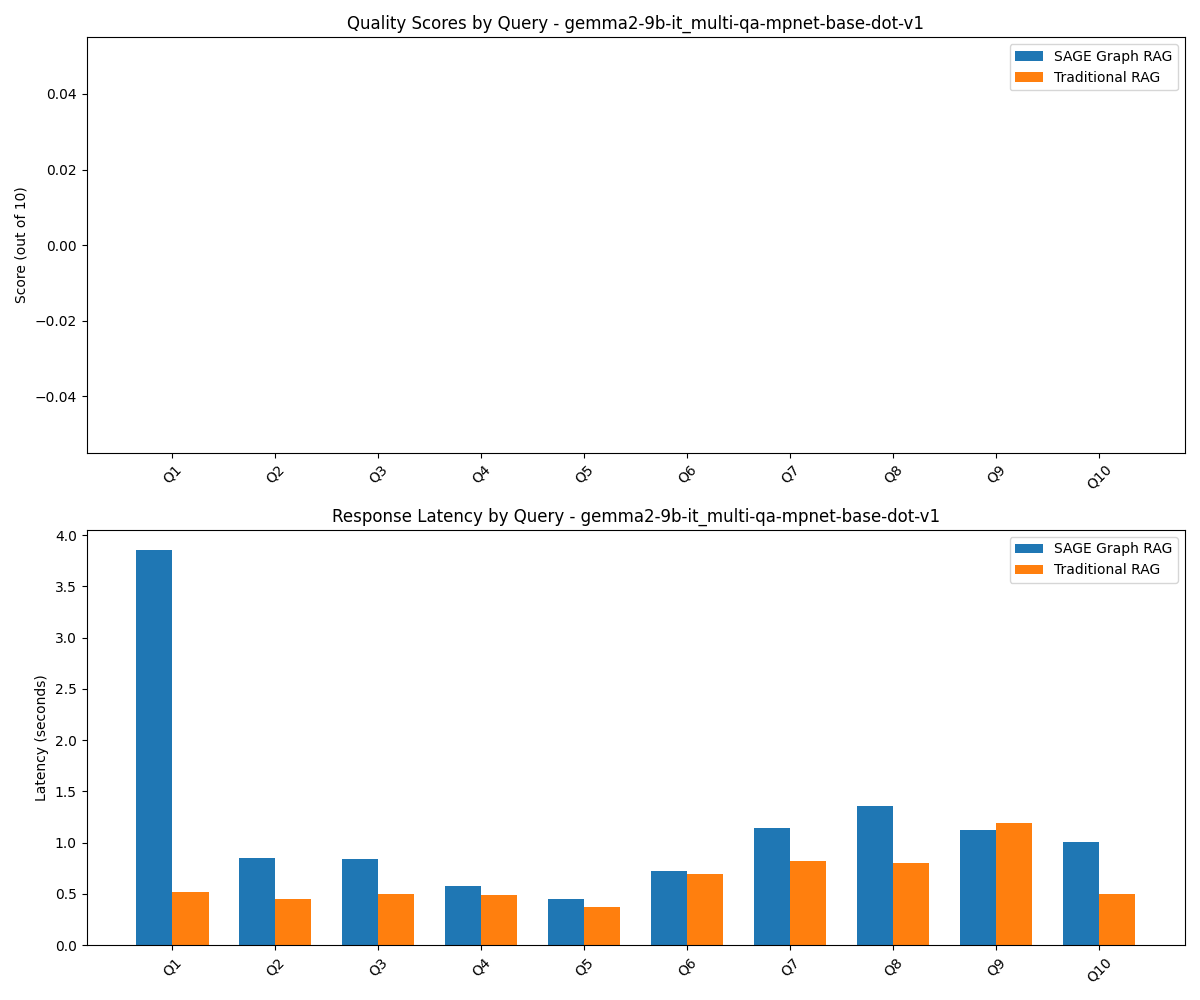 Quality Scores by Query - gemma2-9b-it_multi-qa-mpnet-base-dot-v1
SAGE Graph RAG
Traditional RAG
Score (out of 10)
0.04
0.02
0.00
−0.02
−0.04
Q1 Q2 Q3 Q4 Q5 Q6 Q7 Q8 Q9 Q10
Response Latency by Query - gemma2-9b-it_multi-qa-mpnet-base-dot-v1
SAGE Graph RAG
Traditional RAG
Latency (seconds)
4.0
3.5
3.0
2.5
2.0
1.5
1.0
0.5
0.0
Q1 Q2 Q3 Q4 Q5 Q6 Q7 Q8 Q9 Q10